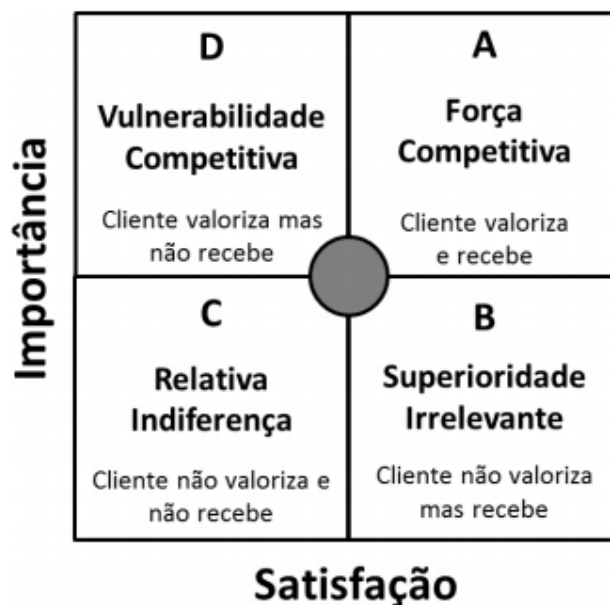 Importância
D
Vulnerabilidade
Competitiva
Cliente valoriza mas
não recebe
A
Força
Competitiva
Cliente valoriza
e recebe
C
Relativa
Indiferença
Cliente não valoriza e
não recebe
B
Superioridade
Irrelevante
Cliente não valoriza
mas recebe
Satisfação